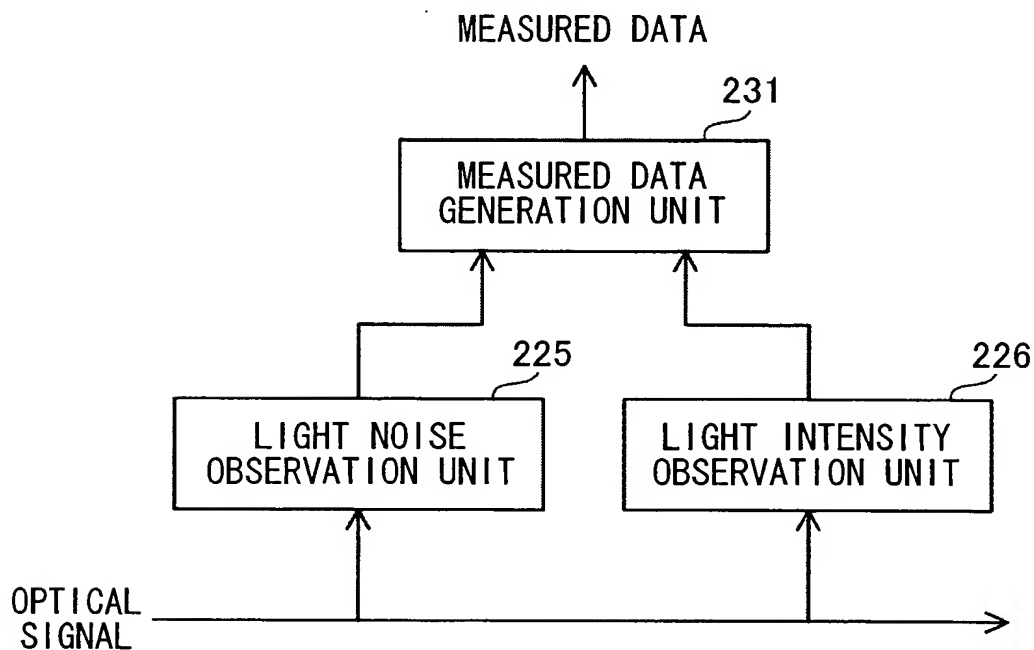 MEASURED DATA
231
MEASURED DATA
GENERATION UNIT
225
226
LIGHT NOISE
OBSERVATION UNIT
LIGHT INTENSITY
OBSERVATION UNIT
OPTICAL
SIGNAL